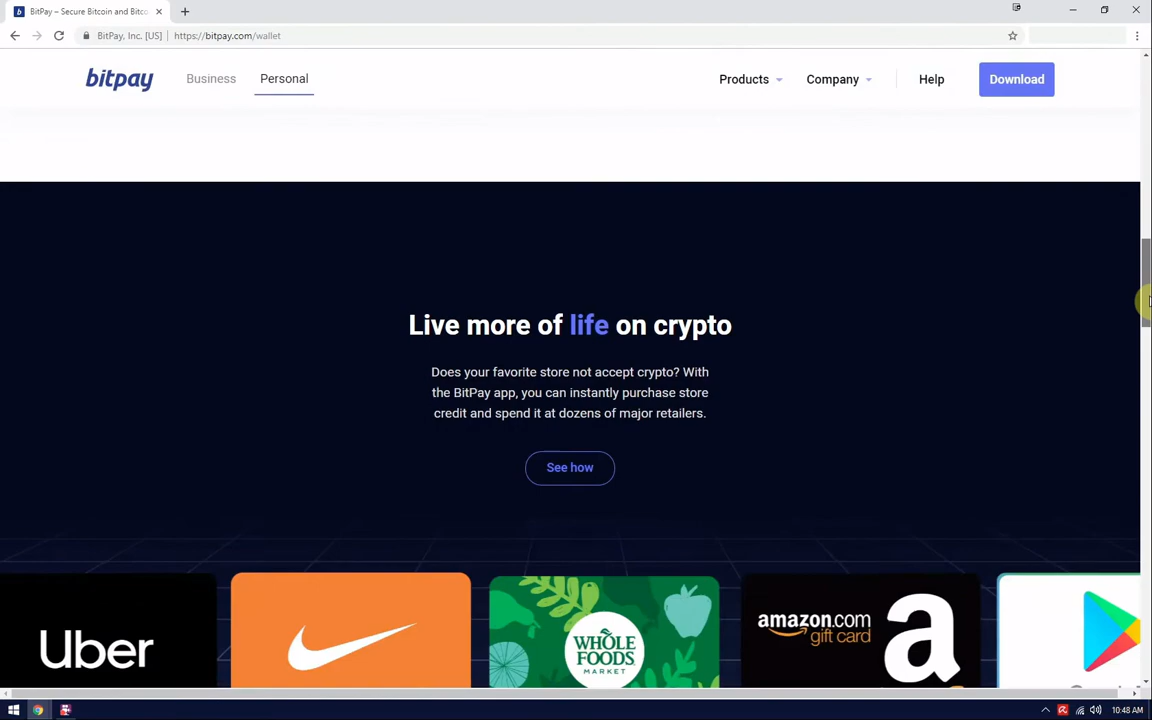 BitPay – Secure Bitcoin and Bitco
BitPay, Inc. [US] https://bitpay.com/wallet
bitpay Business Personal Products Company Help Download
Live more of life on crypto
Does your favorite store not accept crypto? With
the BitPay app, you can instantly purchase store
credit and spend it at dozens of major retailers.
See how
Uber
WHOLE
FOODS
MARKET
amazon.com
gift card
a
10:48 AM